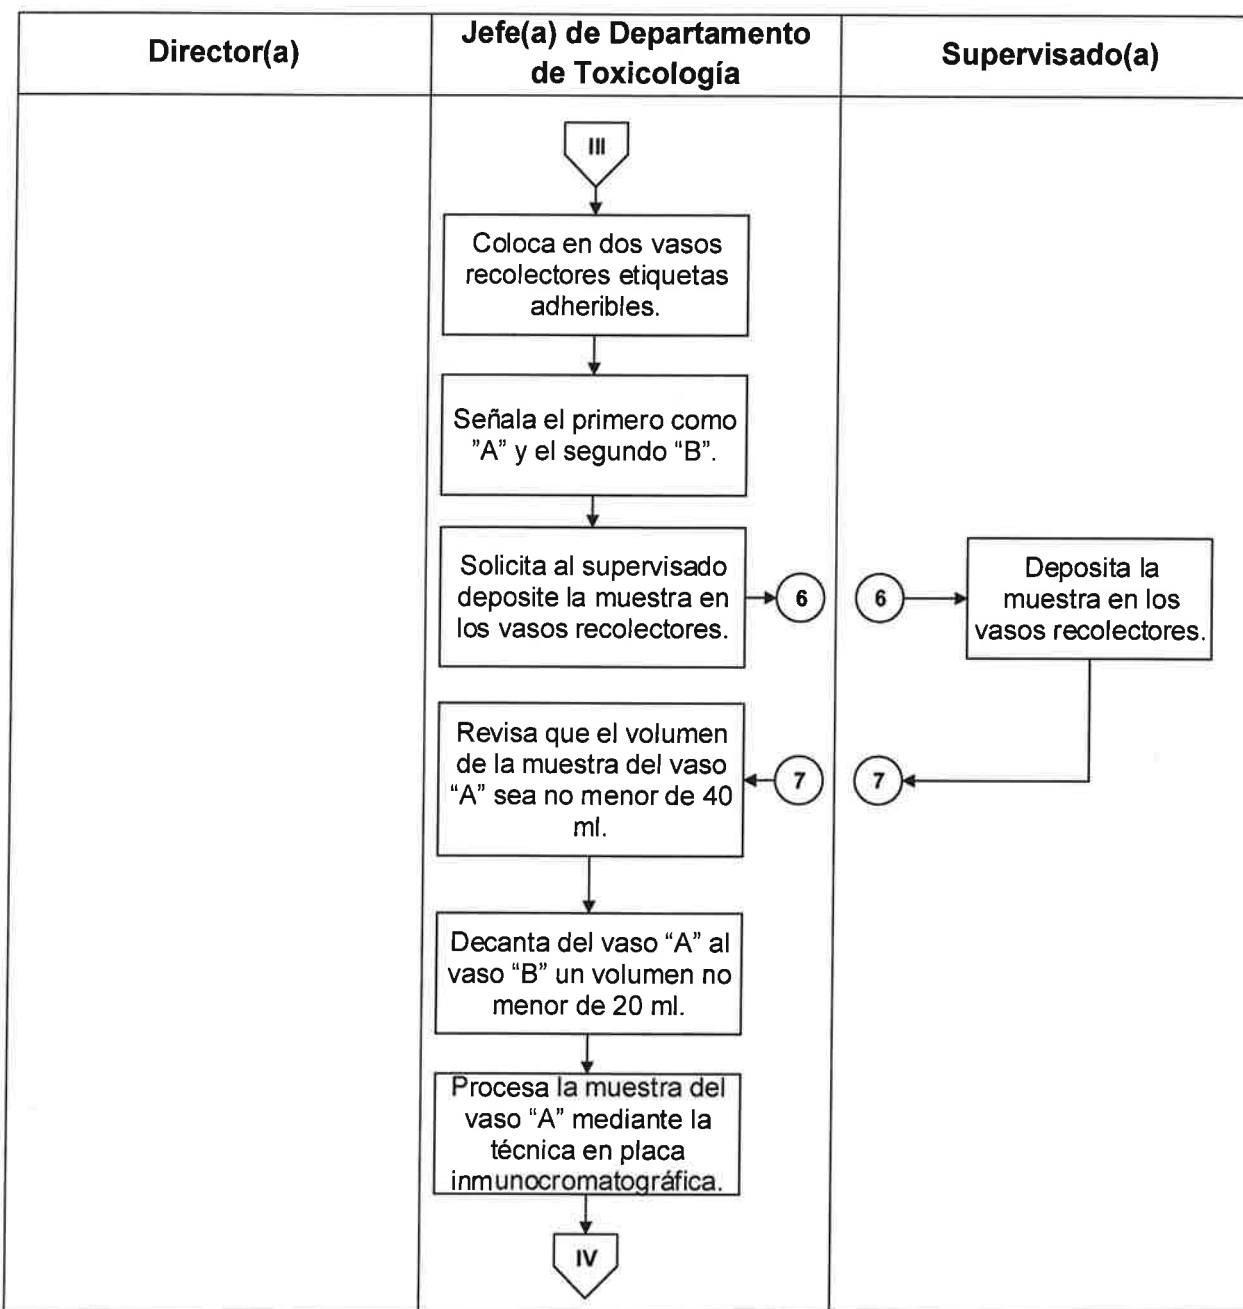 Director(a)
Jefe(a) de Departamento
de Toxicología
Supervisado(a)
III
Coloca en dos vasos
recolectores etiquetas
adheribles.
Señala el primero como
”A” y el segundo “B”.
Solicita al supervisado
deposite la muestra en
los vasos recolectores.
6
6
Deposita la
muestra en los
vasos recolectores.
Revisa que el volumen
de la muestra del vaso
“A” sea no menor de 40
ml.
7
7
Decanta del vaso “A” al
vaso “B” un volumen no
menor de 20 ml.
Procesa la muestra del
vaso “A” mediante la
técnica en placa
inmunocromatográfica.
IV